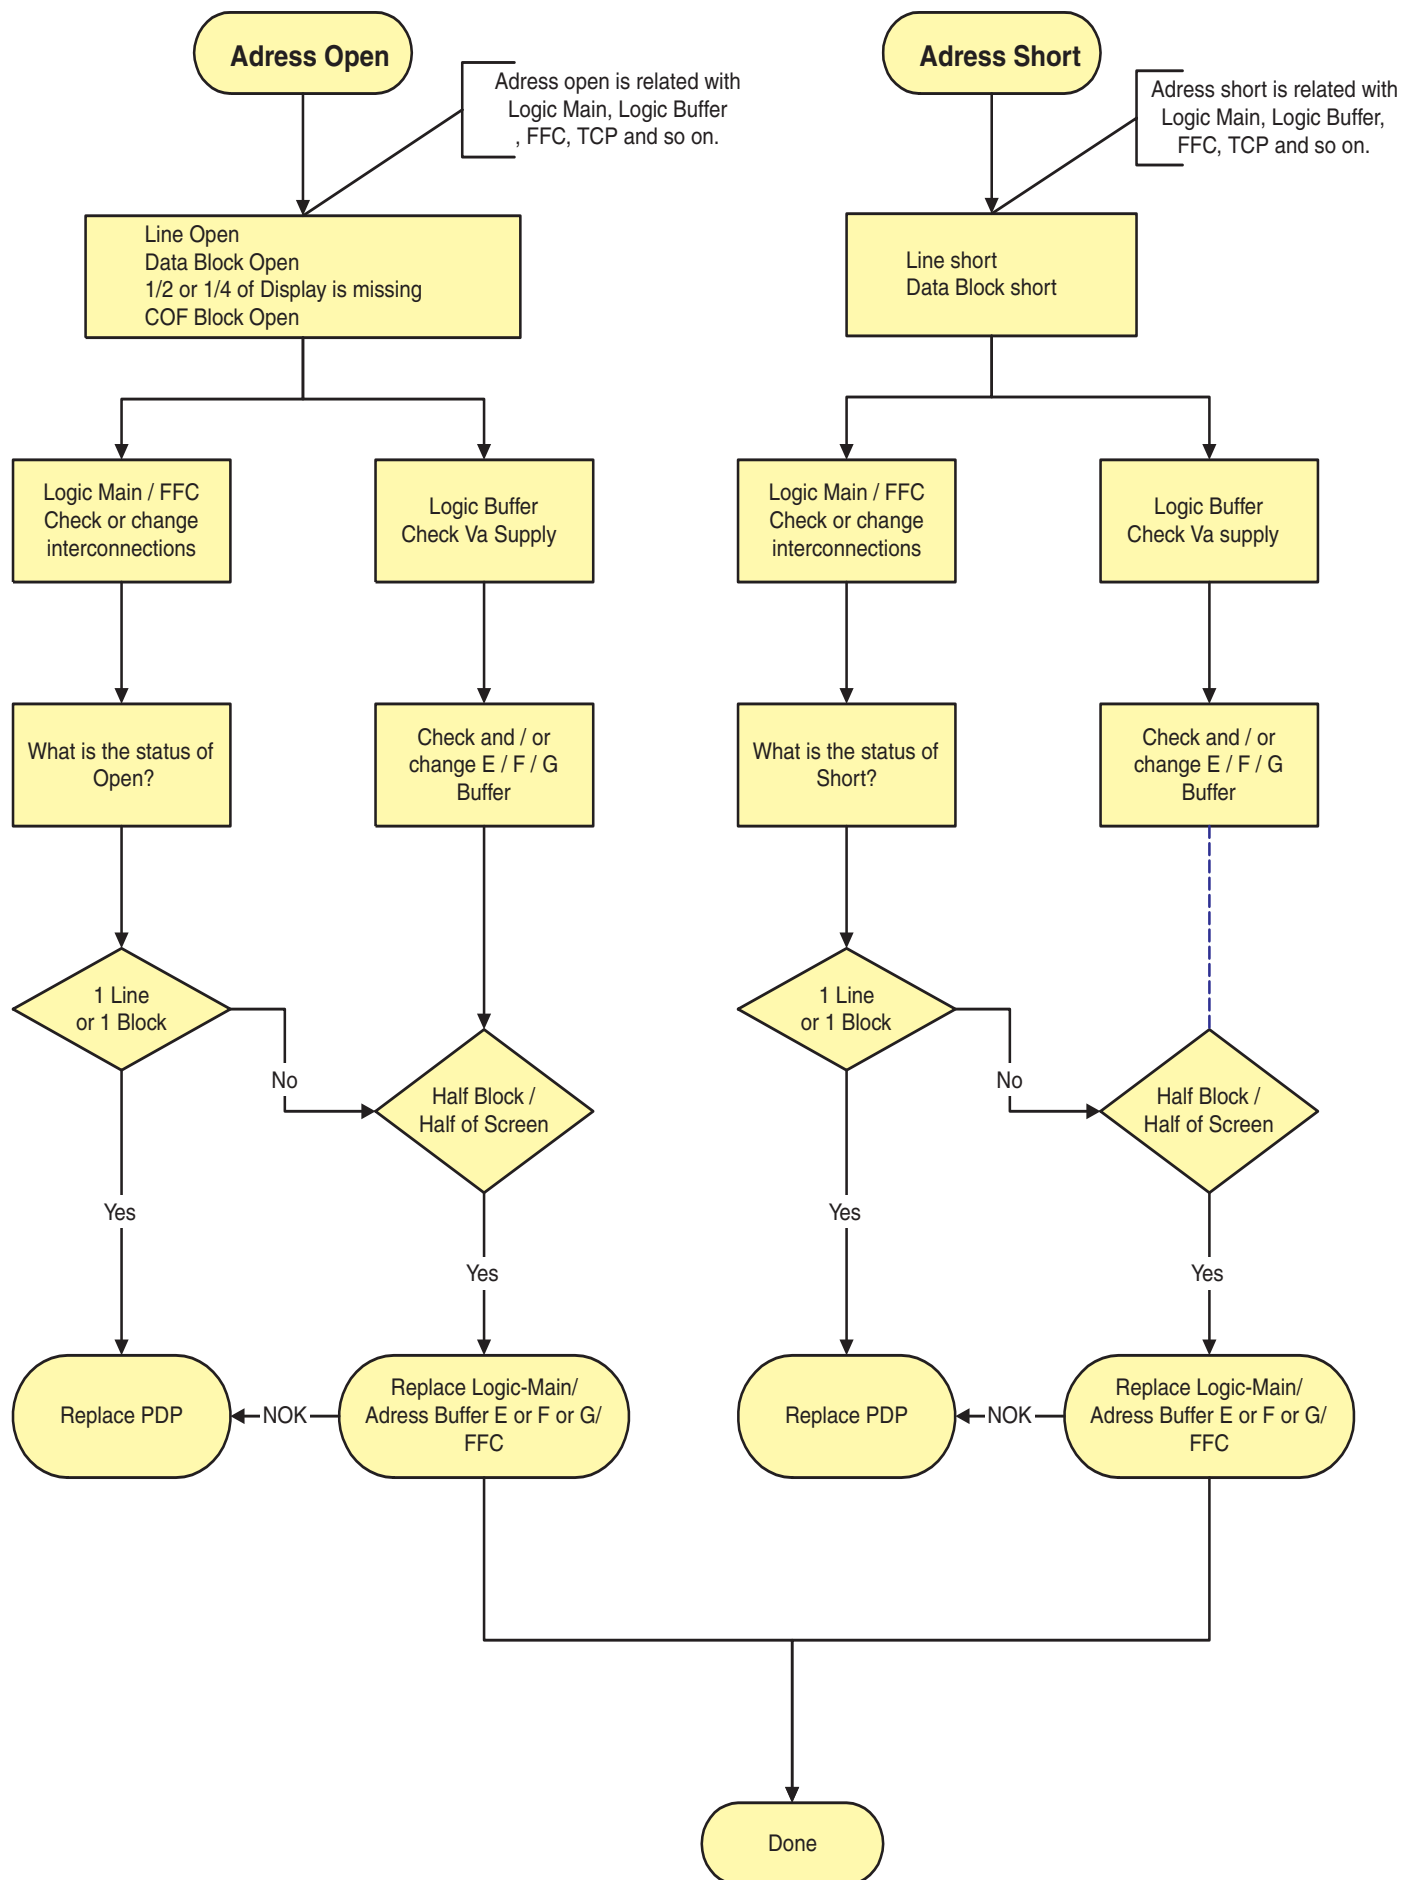 Adress Open
Adress open is related with
Logic Main, Logic Buffer
, FFC, TCP and so on.
Line Open
Data Block Open
1/2 or 1/4 of Display is missing
COF Block Open
Logic Main / FFC
Check or change
interconnections
Logic Buffer
Check Va Supply
What is the status of
Open?
Check and / or
change E / F / G
Buffer
1 Line
or 1 Block
No
Half Block /
Half of Screen
Yes
Yes
Replace PDP
NOK
Replace Logic-Main/
Adress Buffer E or F or G/
FFC
Adress Short
Adress short is related with
Logic Main, Logic Buffer,
FFC, TCP and so on.
Line short
Data Block short
Logic Main / FFC
Check or change
interconnections
Logic Buffer
Check Va supply
What is the status of
Short?
Check and / or
change E / F / G
Buffer
1 Line
or 1 Block
No
Half Block /
Half of Screen
Yes
Yes
Replace PDP
NOK
Replace Logic-Main/
Adress Buffer E or F or G/
FFC
Done